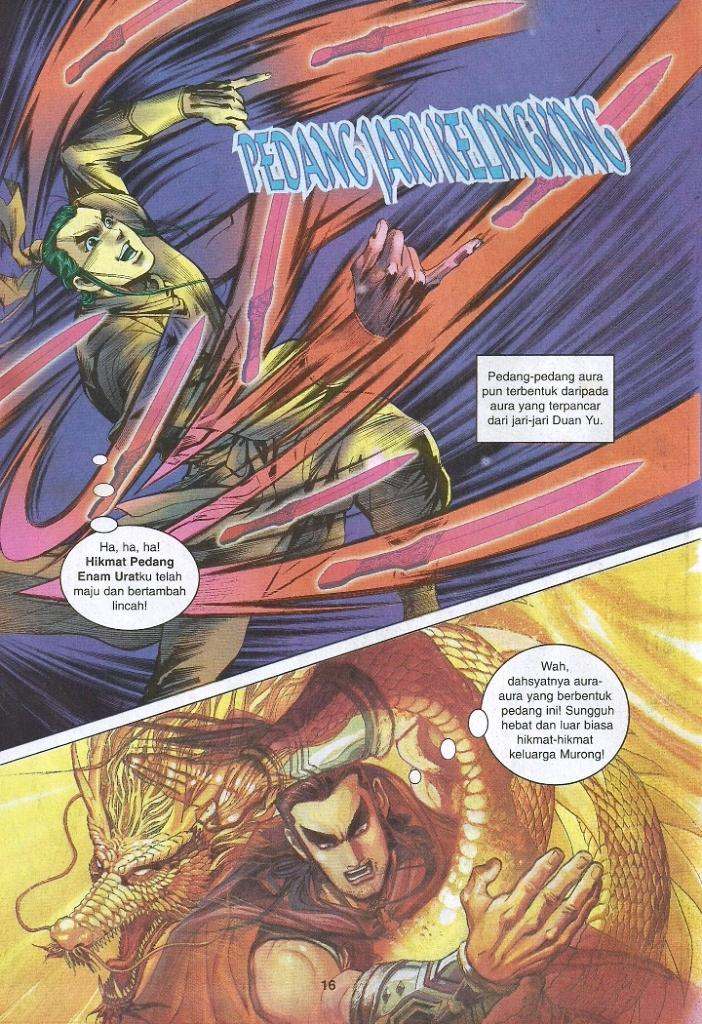 PEDANG JARI KELINGKING
Pedang-pedang aura
pun terbentuk daripada
aura yang terpancar
dari jari-jari Duan Yu.
Ha, ha, ha!
Hikmat Pedang
Enam Uratku telah
maju dan bertambah
lincah!
Wah,
dahsyatnya aura-
aura yang berbentuk
pedang ini! Sungguh
hebat dan luar biasa
hikmat-hikmat
keluarga Murong!
16